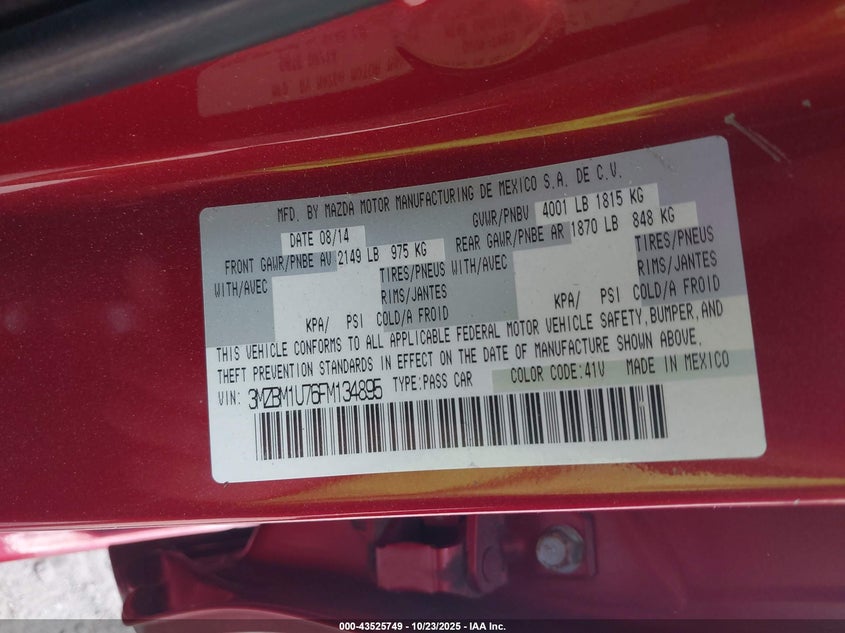 MFD. BY MAZDA MOTOR MANUFACTURING DE MEXICO S.A. DE C.V.
DATE 08/14 GVWR/PNBV 4001 LB 1815 KG
FRONT GAWR/PNBE AV 2149 LB 975 KG REAR GAWR/PNBE AR 1870 LB 848 KG
WITH/AVEC TIRES/PNEUS WITH/AVEC TIRES/PNEUS
RIMS/JANTES RIMS/JANTES
KPA/ PSI COLD/A FROID KPA/ PSI COLD/A FROID
THIS VEHICLE CONFORMS TO ALL APPLICABLE FEDERAL MOTOR VEHICLE SAFETY, BUMPER, AND
THEFT PREVENTION STANDARDS IN EFFECT ON THE DATE OF MANUFACTURE SHOWN ABOVE.
VIN: 3MZBM1U76FM134895 TYPE:PASS CAR COLOR CODE:41V MADE IN MEXICO
000-43525749 | 10/23/2025 - IAA Inc.